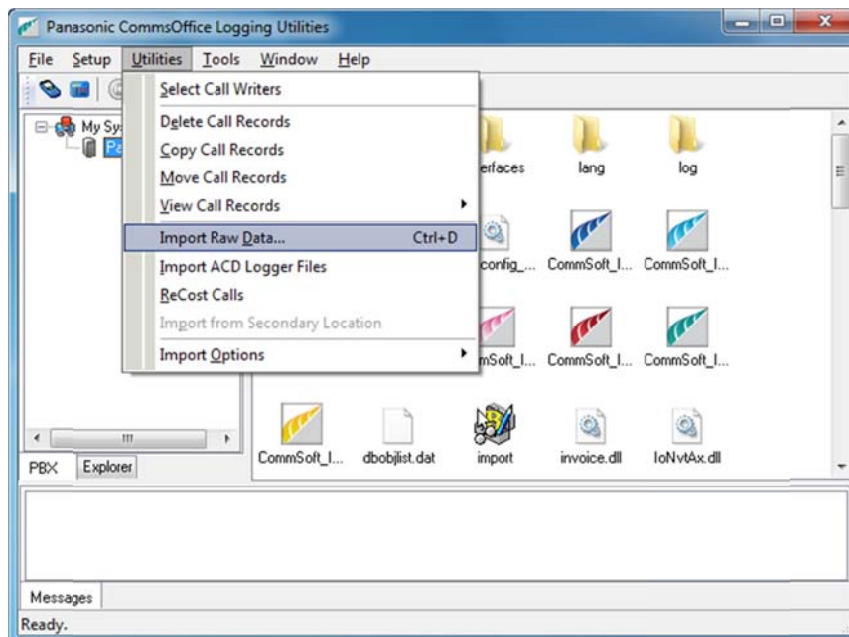 Panasonic CommsOffice Logging Utilities
File Setup Utilities Tools Window Help
Select Call Writers
Delete Call Records
Copy Call Records
Move Call Records
View Call Records
Import Raw Data... Ctrl+D
Import ACD Logger Files
ReCost Calls
Import from Secondary Location
Import Options
My Sy
Pa
erfaces lang log
config_... CommSoft_I... CommSoft_I...
mSoft_I... CommSoft_I... CommSoft_I...
CommSoft_I... dbobjlist.dat import invoice.dll IoNvtAx.dll
PBX Explorer
Messages
Ready.